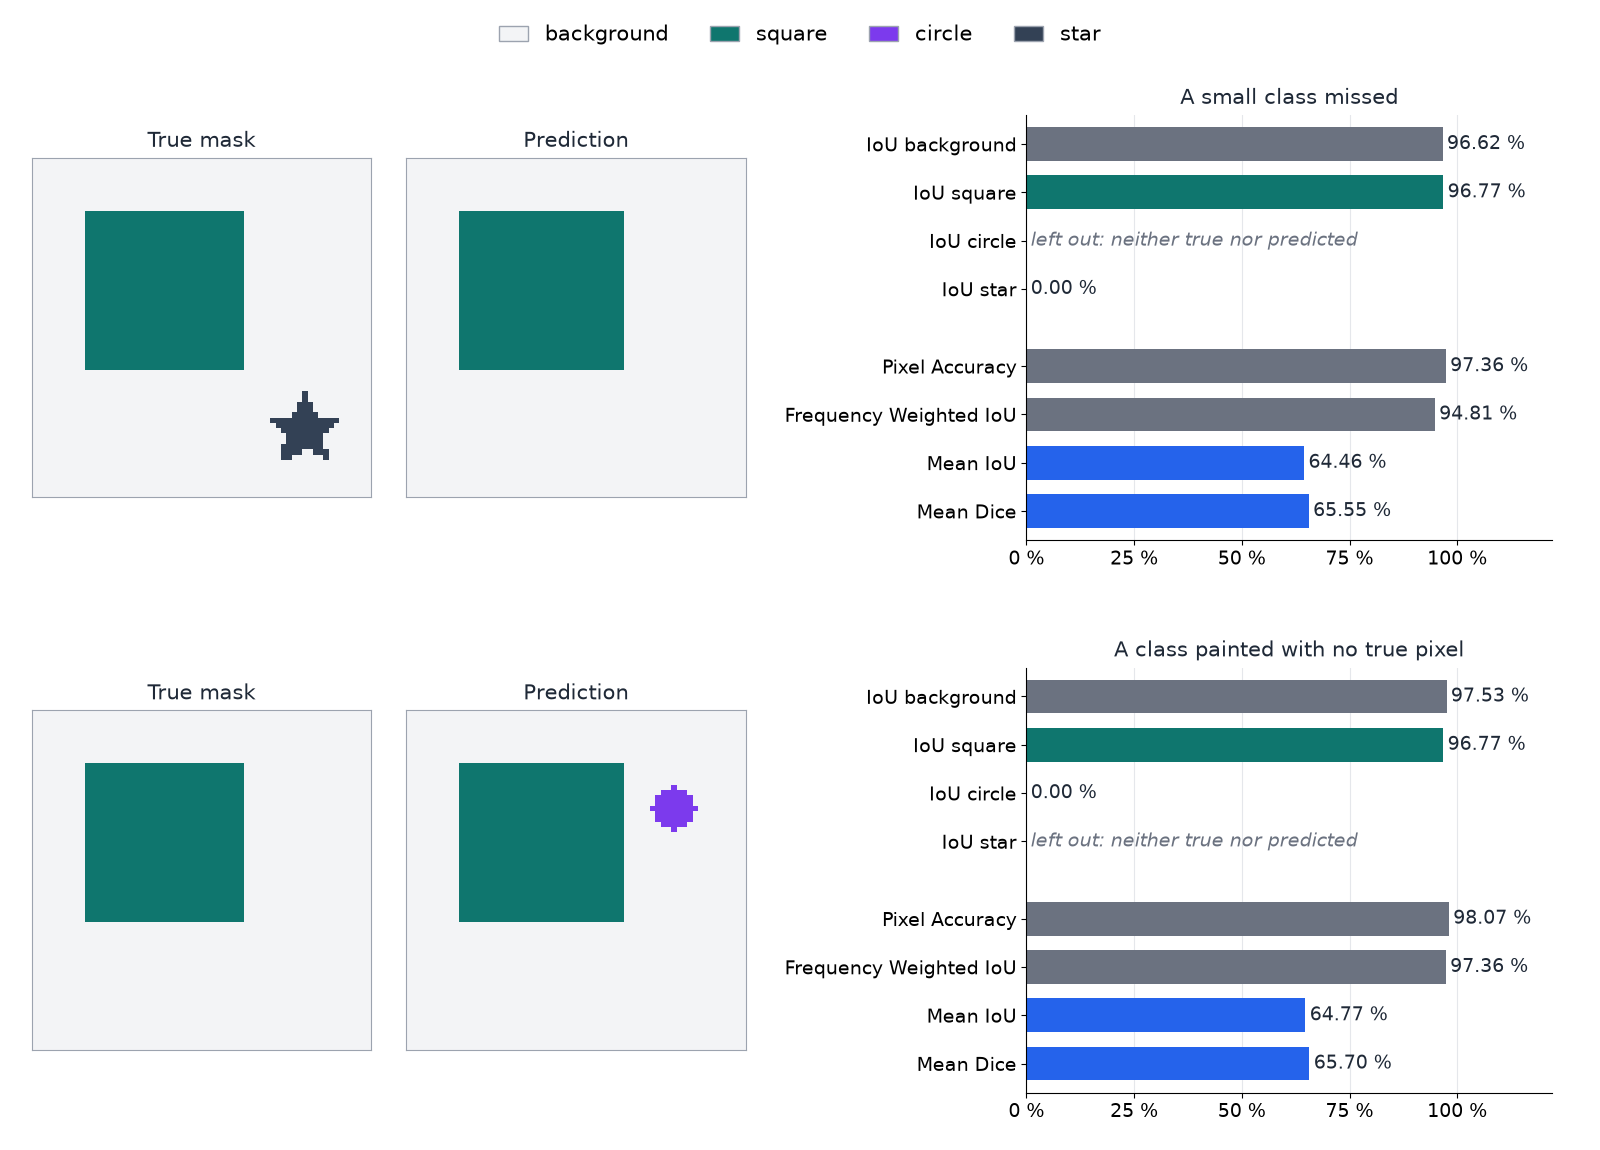 background square circle star
A small class missed
True mask Prediction
IoU background 96.62 %
IoU square 96.77 %
IoU circle left out: neither true nor predicted
IoU star 0.00 %
Pixel Accuracy 97.36 %
Frequency Weighted IoU 94.81 %
Mean IoU 64.46 %
Mean Dice 65.55 %
0 % 25 % 50 % 75 % 100 %
A class painted with no true pixel
True mask Prediction
IoU background 97.53 %
IoU square 96.77 %
IoU circle 0.00 %
IoU star left out: neither true nor predicted
Pixel Accuracy 98.07 %
Frequency Weighted IoU 97.36 %
Mean IoU 64.77 %
Mean Dice 65.70 %
0 % 25 % 50 % 75 % 100 %